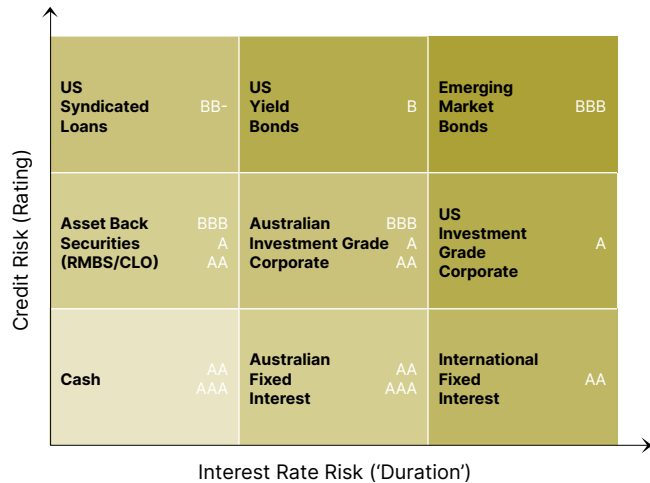 Credit Risk (Rating)
US
Syndicated
Loans
BB-
US
Yield
Bonds
B
Emerging
Market
Bonds
BBB
Asset Back
Securities
(RMBS/CLO)
BBB
A
AA
Australian
Investment Grade
Corporate
BBB
A
AA
US
Investment
Grade
Corporate
A
Cash
AA
AAA
Australian
Fixed
Interest
AA
AAA
International
Fixed
Interest
AA
Interest Rate Risk (‘Duration’)